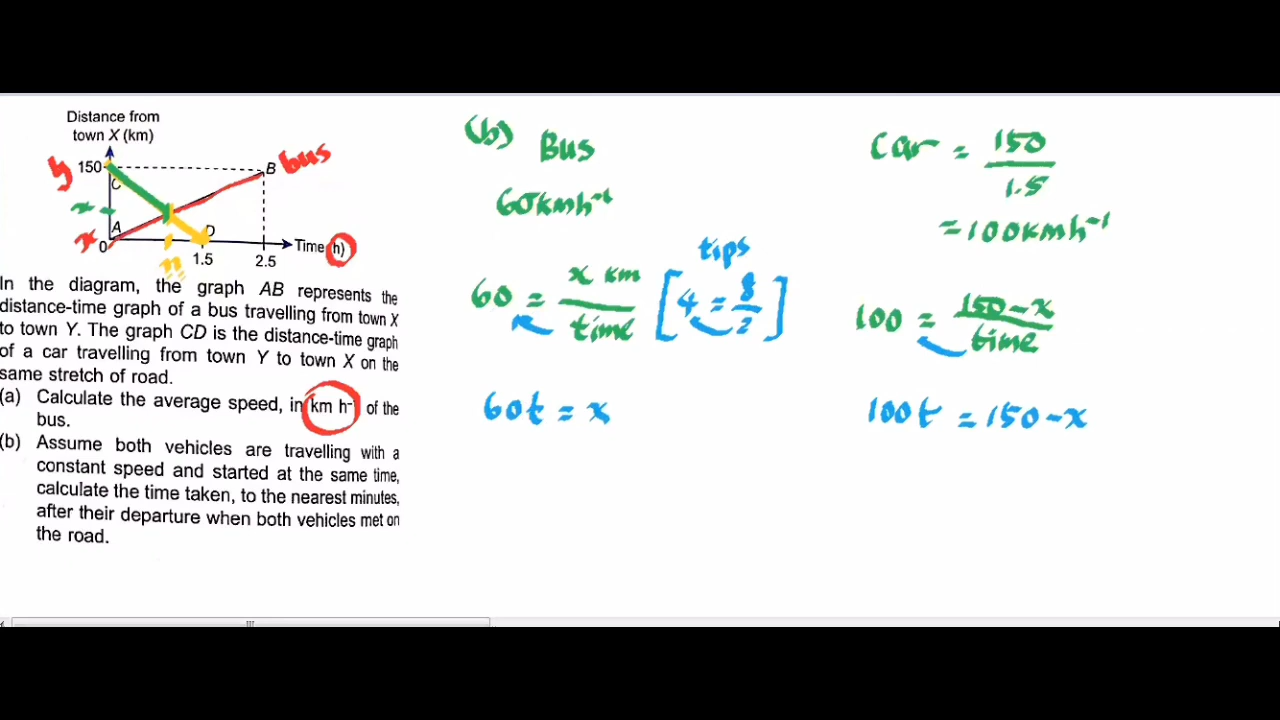 Distance from
town X (km)
y 150
C
B bus
x
A
D
x 0
Time (h)
1.5 2.5
In the diagram, the graph AB represents the
distance-time graph of a bus travelling from town X
to town Y. The graph CD is the distance-time graph
of a car travelling from town Y to town X on the
same stretch of road.
(a) Calculate the average speed, in km h⁻¹ of the
bus.
(b) Assume both vehicles are travelling with a
constant speed and started at the same time,
calculate the time taken, to the nearest minutes,
after their departure when both vehicles met on
the road.
(b) Bus
60kmh⁻¹
60 = x km / time
tips
[4 = 8/2]
60t = x
Car = 150 / 1.5
= 100kmh⁻¹
100 = 150-x / time
100t = 150-x